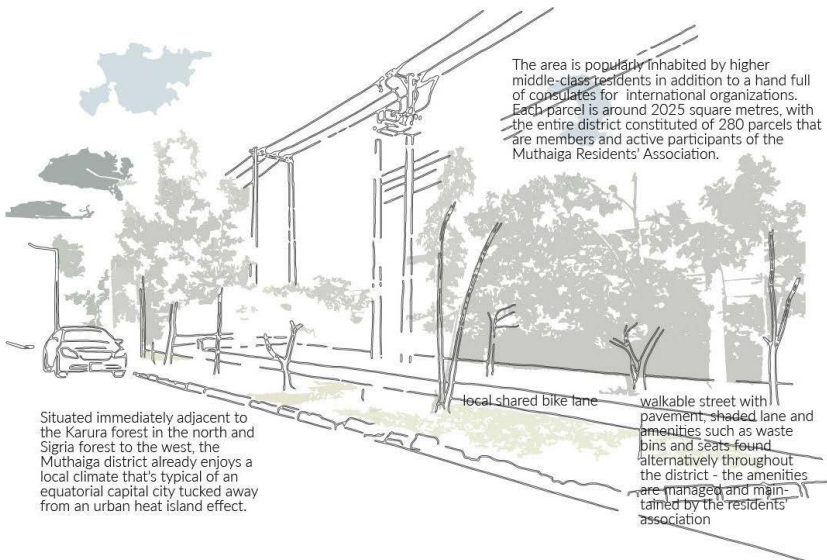 The area is popularly inhabited by higher
middle-class residents in addition to a hand full
of consulates for international organizations.
Each parcel is around 2025 square metres, with
the entire district constituted of 280 parcels that
are members and active participants of the
Muthaiga Residents' Association.
local shared bike lane
walkable street with
pavement, shaded lane and
amenities such as waste
bins and seats found
alternatively throughout
the district - the amenities
are managed and main-
tained by the residents'
association
Situated immediately adjacent to
the Karura forest in the north and
Sigria forest to the west, the
Muthaiga district already enjoys a
local climate that's typical of an
equatorial capital city tucked away
from an urban heat island effect.